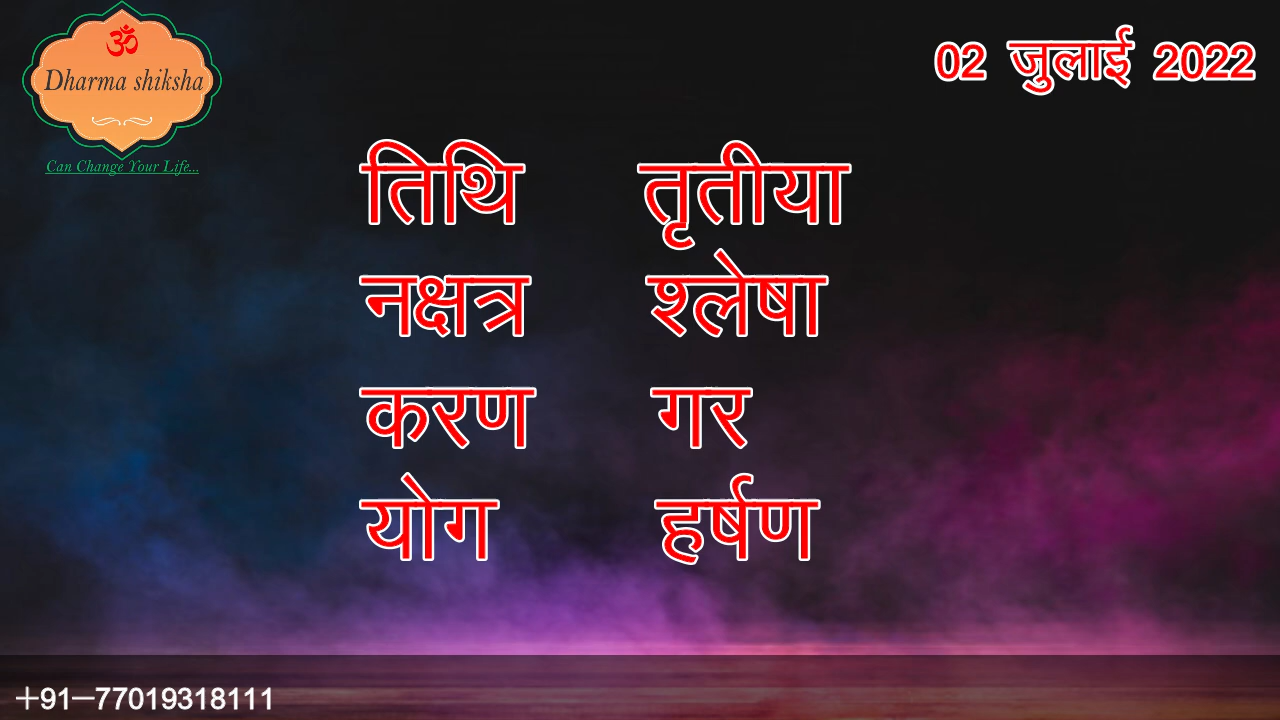 ॐ
Dharma shiksha
Can Change Your Life...
02 जुलाई 2022
तिथि तृतीया
नक्षत्र श्लेषा
करण गर
योग हर्षण
+91-77019318111